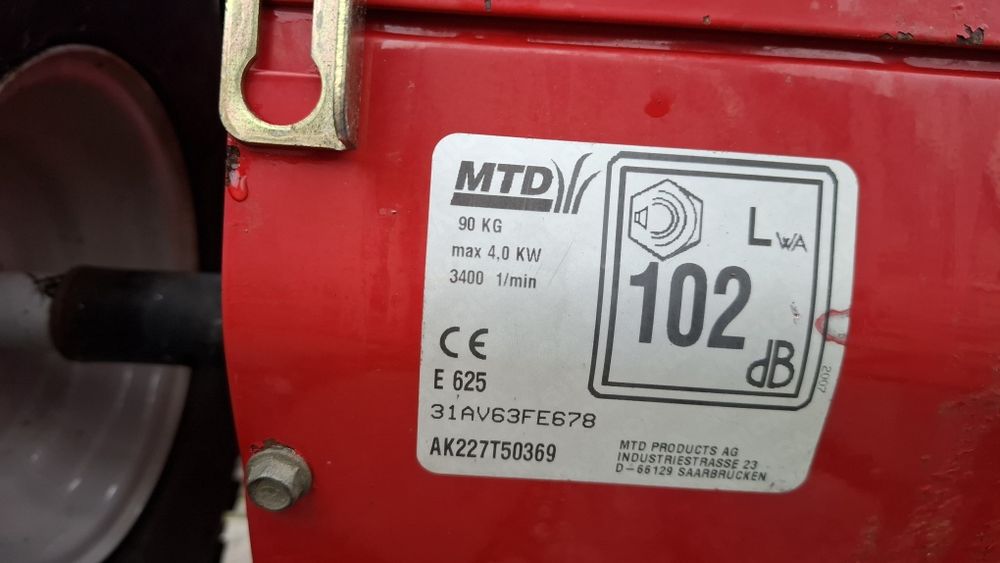 MTD
90 KG
max 4,0 KW
3400 1/min
CE
E 625
31AV63FE678
AK227T50369
LWA
102
dB
2007
MTD PRODUCTS AG
INDUSTRIESTRASSE 23
D-66129 SAARBRÜCKEN